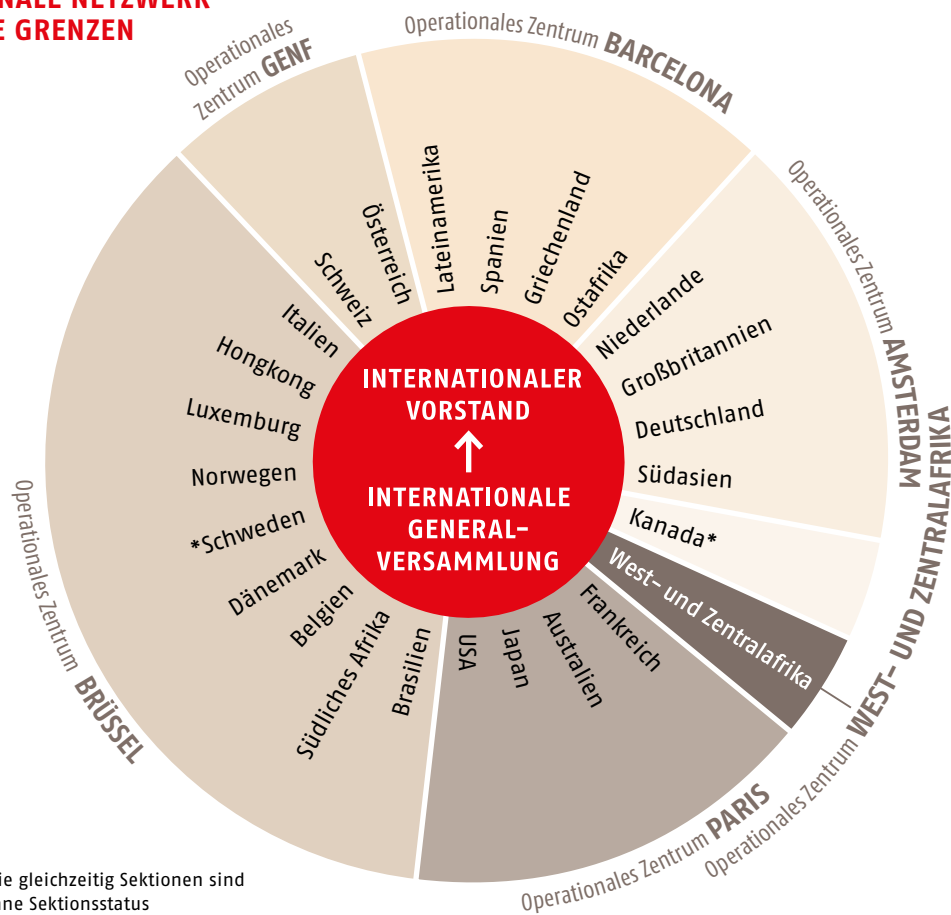 NALE NETZWERK
E GRENZEN
Operationales
Zentrum GENF
Operationales Zentrum BARCELONA
Operationales Zentrum AMSTERDAM
Operationales Zentrum WEST- UND ZENTRALAFRIKA
Operationales Zentrum PARIS
Operationales Zentrum BRÜSSEL
Schweiz
Österreich
Lateinamerika
Spanien
Griechenland
Ostafrika
Niederlande
Großbritannien
Deutschland
Südasien
Kanada*
West- und Zentralafrika
Frankreich
Australien
Japan
USA
Brasilien
Südliches Afrika
Belgien
Dänemark
*Schweden
Norwegen
Luxemburg
Hongkong
Italien
INTERNATIONALER
VORSTAND
↑
INTERNATIONALE
GENERAL-
VERSAMMLUNG
ie gleichzeitig Sektionen sind
ne Sektionsstatus